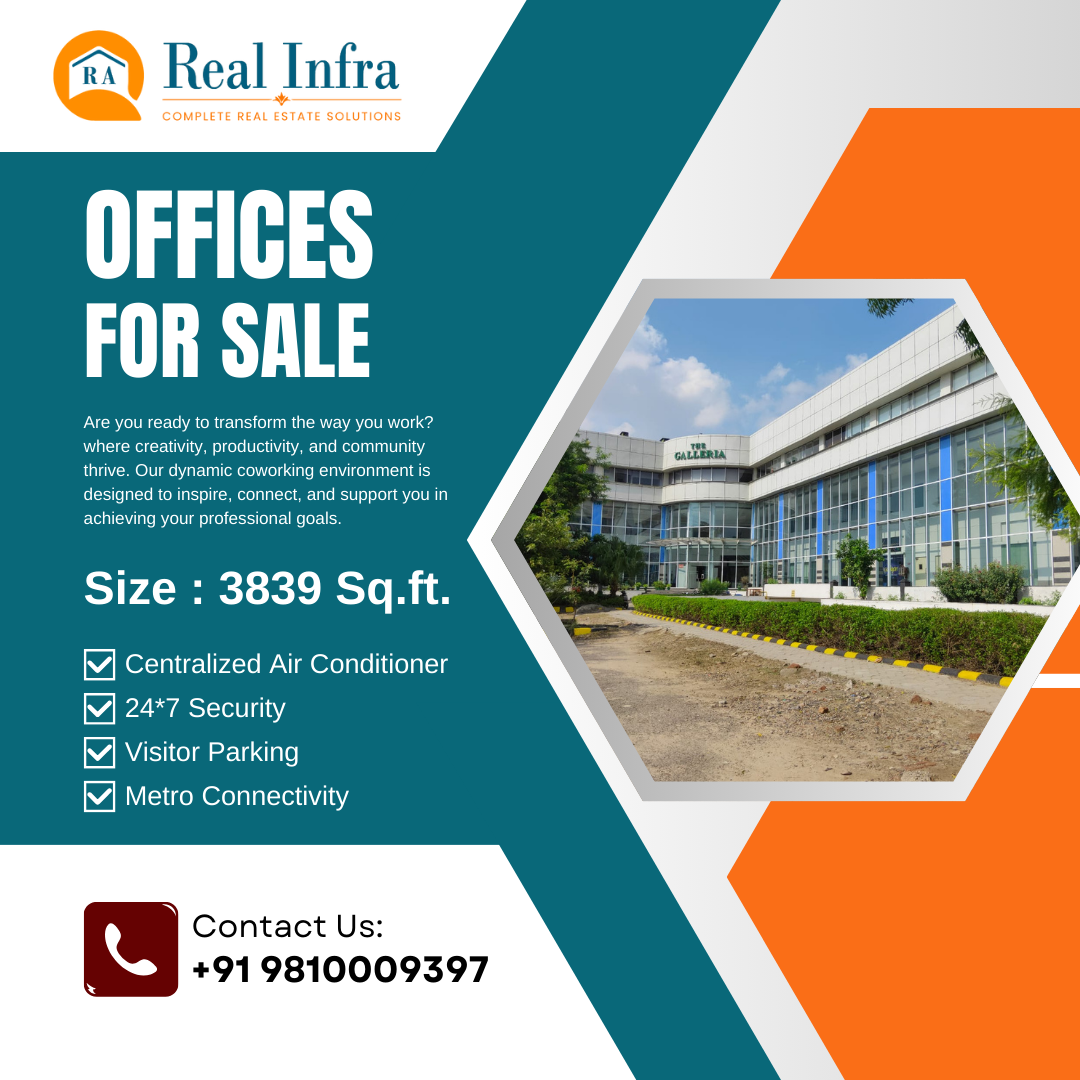 RA
Real Infra
COMPLETE REAL ESTATE SOLUTIONS
OFFICES
FOR SALE
Are you ready to transform the way you work?
where creativity, productivity, and community
thrive. Our dynamic coworking environment is
designed to inspire, connect, and support you in
achieving your professional goals.
Size : 3839 Sq.ft.
Centralized Air Conditioner
24*7 Security
Visitor Parking
Metro Connectivity
THE
GALLERIA
Contact Us:
+91 9810009397